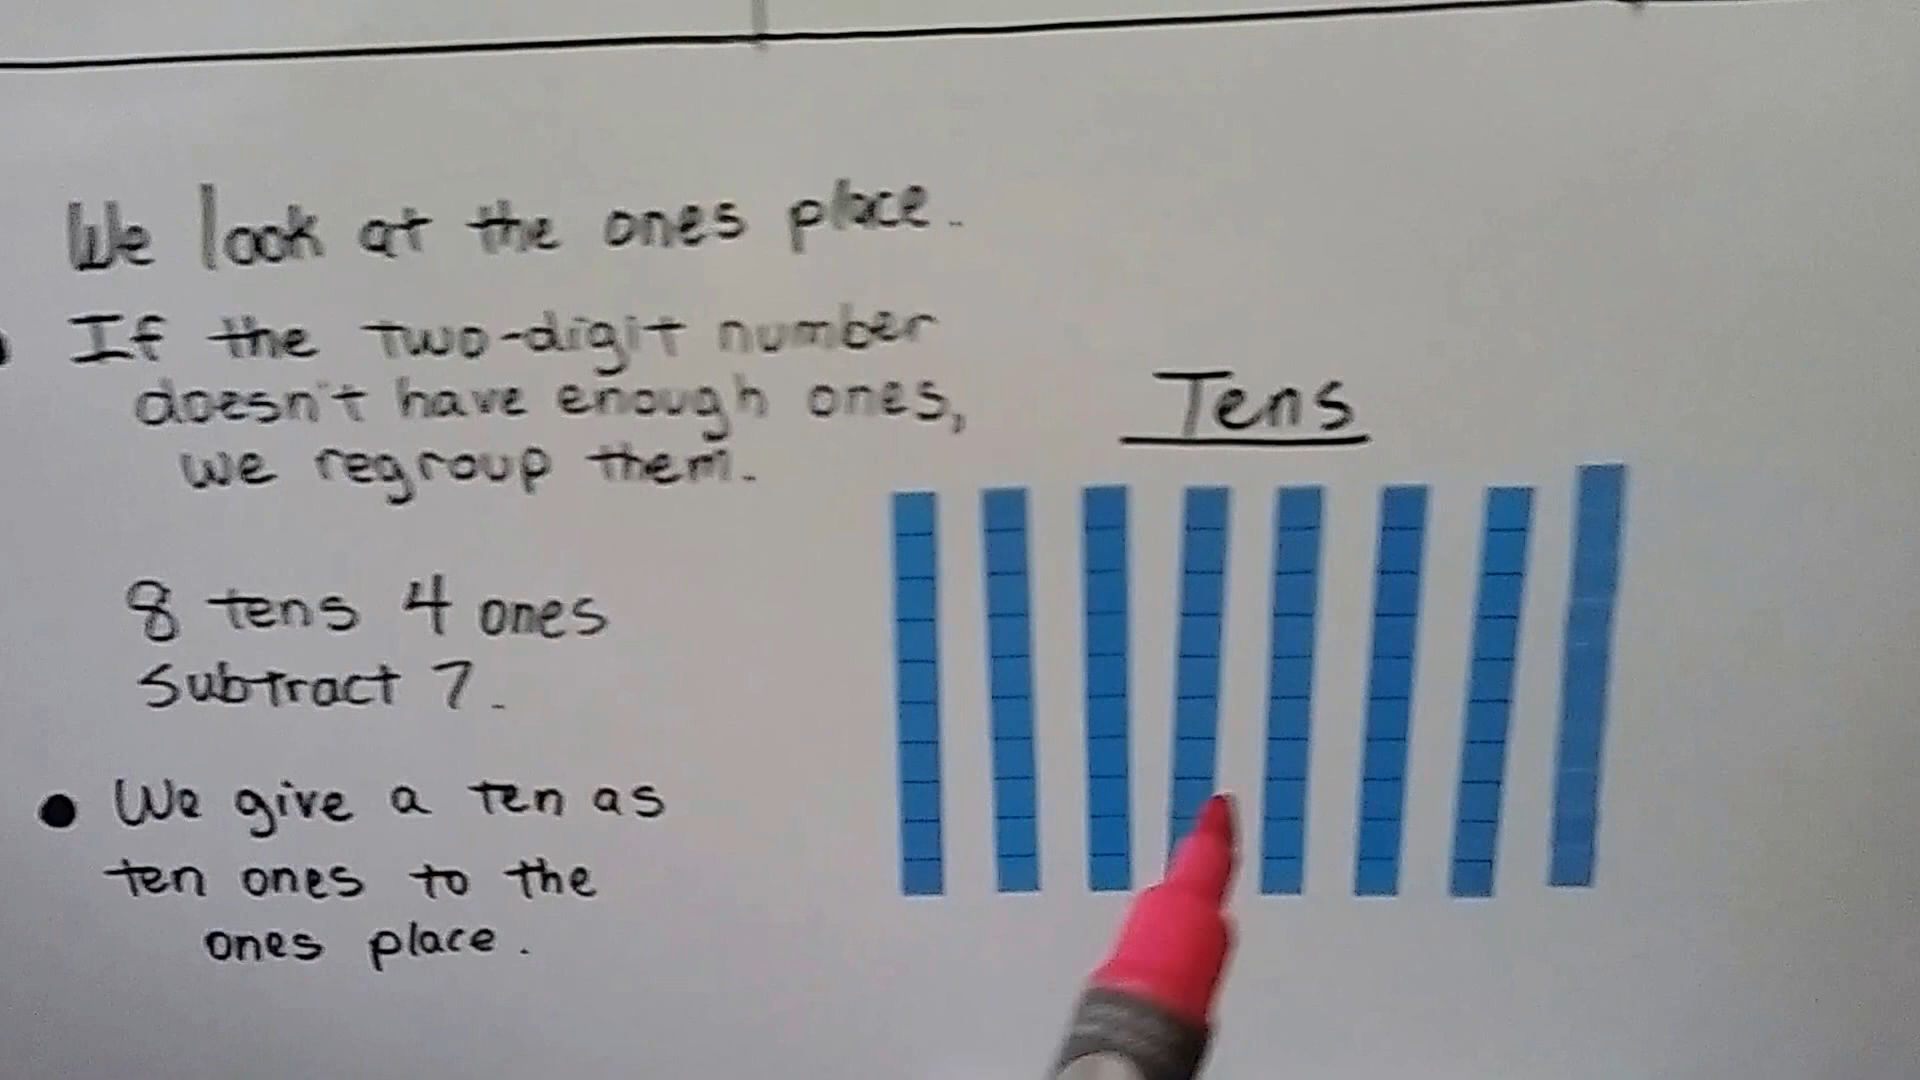 We look at the ones place.
If the two-digit number
doesn't have enough ones,
we regroup them.
Tens
8 tens 4 ones
subtract 7.
• We give a ten as
ten ones to the
ones place.